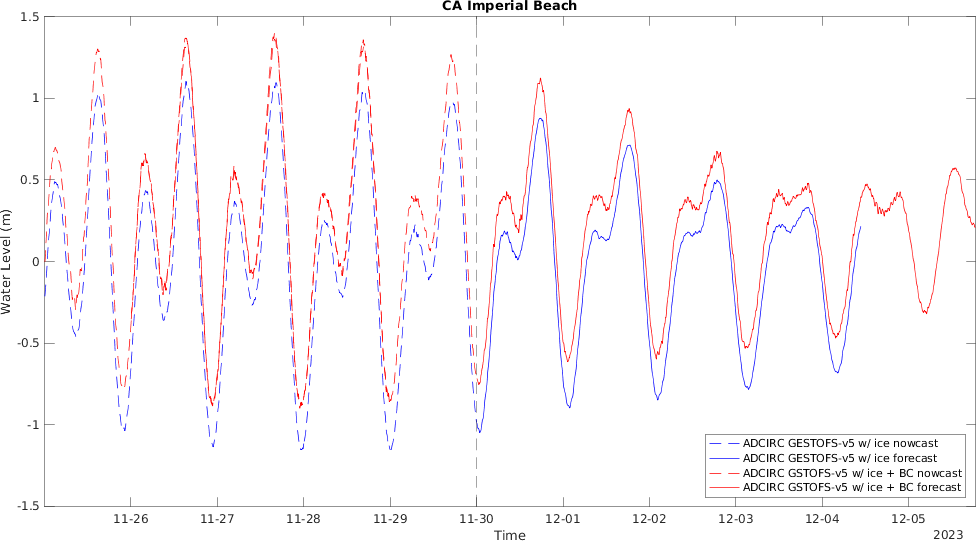 CA Imperial Beach
1.5
1
0.5
0
-0.5
-1
-1.5
Water Level (m)
11-26
11-27
11-28
11-29
11-30
12-01
12-02
12-03
12-04
12-05
Time
2023
ADCIRC GESTOFS-v5 w/ ice nowcast
ADCIRC GESTOFS-v5 w/ ice forecast
ADCIRC GSTOFS-v5 w/ ice + BC nowcast
ADCIRC GSTOFS-v5 w/ ice + BC forecast